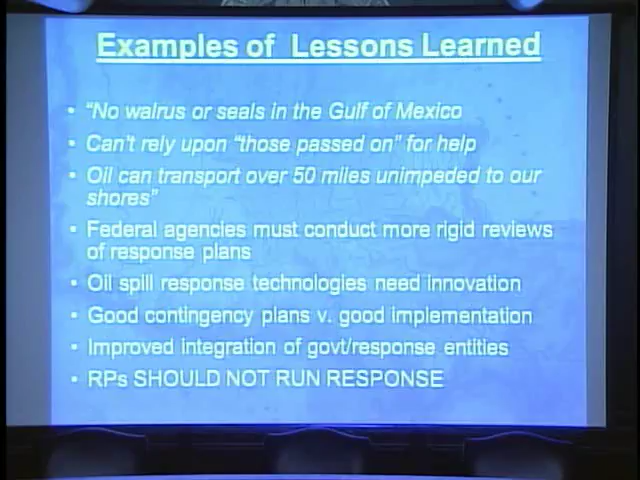 Examples of Lessons Learned
• "No walrus or seals in the Gulf of Mexico
• Can't rely upon "those passed on" for help
• Oil can transport over 50 miles unimpeded to our
shores"
• Federal agencies must conduct more rigid reviews
of response plans
• Oil spill response technologies need innovation
• Good contingency plans v. good implementation
• Improved integration of govt/response entities
• RPs SHOULD NOT RUN RESPONSE